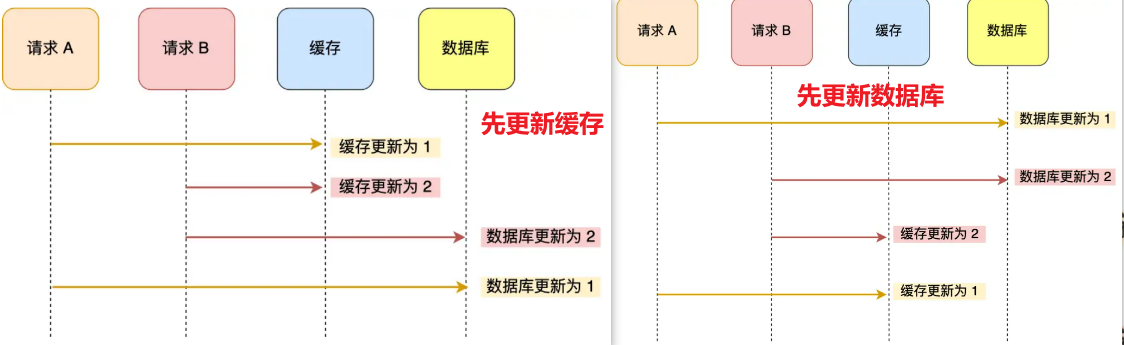 请求 A
请求 B
缓存
数据库
先更新缓存
缓存更新为 1
缓存更新为 2
数据库更新为 2
数据库更新为 1
请求 A
请求 B
缓存
数据库
先更新数据库
数据库更新为 1
数据库更新为 2
缓存更新为 2
缓存更新为 1